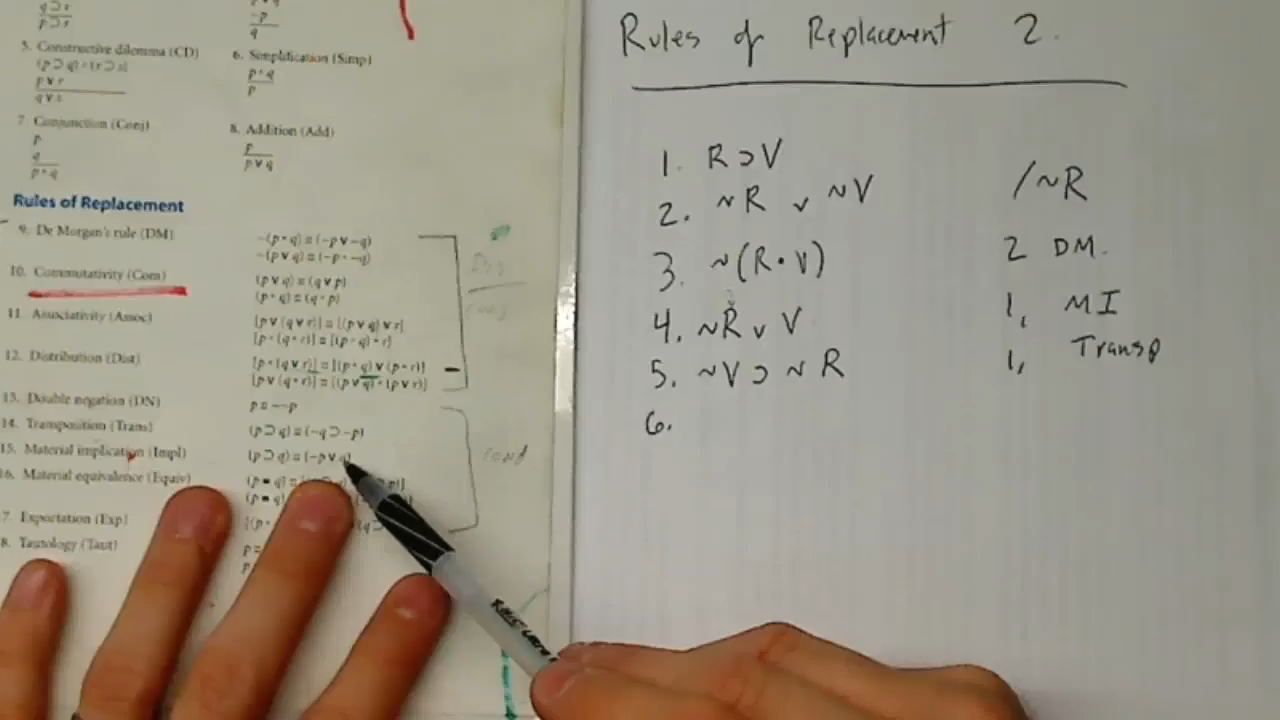 q ⊃ r
p ⊃ r
~p
q
5. Constructive dilemma (CD)
(p ⊃ q) • (r ⊃ s)
p v r
q v s
6. Simplification (Simp)
p • q
p
7. Conjunction (Conj)
p
q
p • q
8. Addition (Add)
p
p v q
Rules of Replacement
9. De Morgan's rule (DM)
~(p • q) ≡ (~p v ~q)
~(p v q) ≡ (~p • ~q)
10. Commutativity (Com)
(p v q) ≡ (q v p)
(p • q) ≡ (q • p)
11. Associativity (Assoc)
[p v (q v r)] ≡ [(p v q) v r]
[p • (q • r)] ≡ [(p • q) • r]
12. Distribution (Dist)
[p • (q v r)] ≡ [(p • q) v (p • r)]
[p v (q • r)] ≡ [(p v q) • (p v r)]
13. Double negation (DN)
p ≡ ~~p
14. Transposition (Trans)
(p ⊃ q) ≡ (~q ⊃ ~p)
15. Material implication (Impl)
(p ⊃ q) ≡ (~p v q)
16. Material equivalence (Equiv)
(p ≡ q)
(p ≡ q)
7. Exportation (Exp)
[(p •
8. Tautology (Taut)
p ≡
cond
Rules of Replacement 2.
1. R ⊃ V
/~R
2. ~R v ~V
3. ~(R • V) 2 DM.
4. ~R v V 1, MI
5. ~V ⊃ ~R 1, Transp
6.